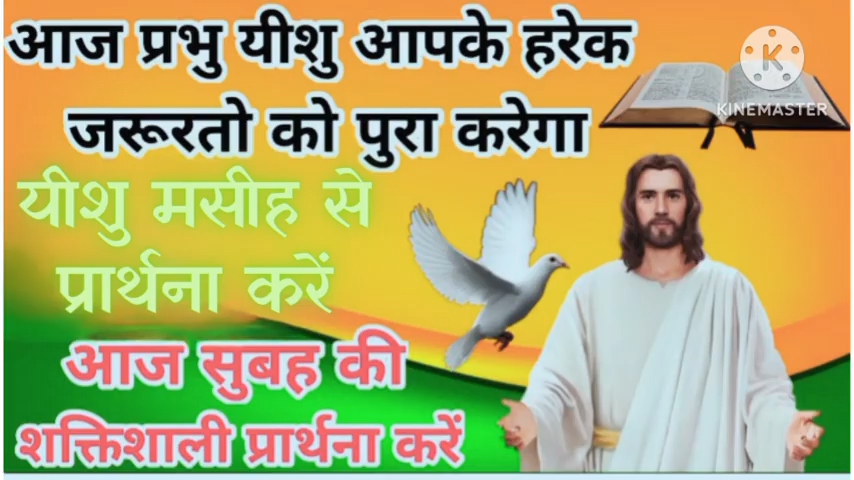 आज प्रभु यीशु आपके हरेक
जरूरतो को पुरा करेगा
K
KINEMASTER
यीशु मसीह से
प्रार्थना करें
आज सुबह की
शक्तिशाली प्रार्थना करें